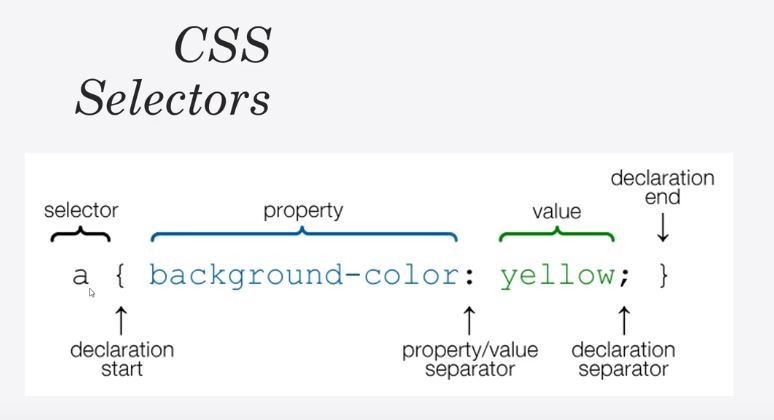 CSS
Selectors
declaration
end
selector
property
value
a { background-color: yellow; }
declaration
start
property/value
separator
declaration
separator